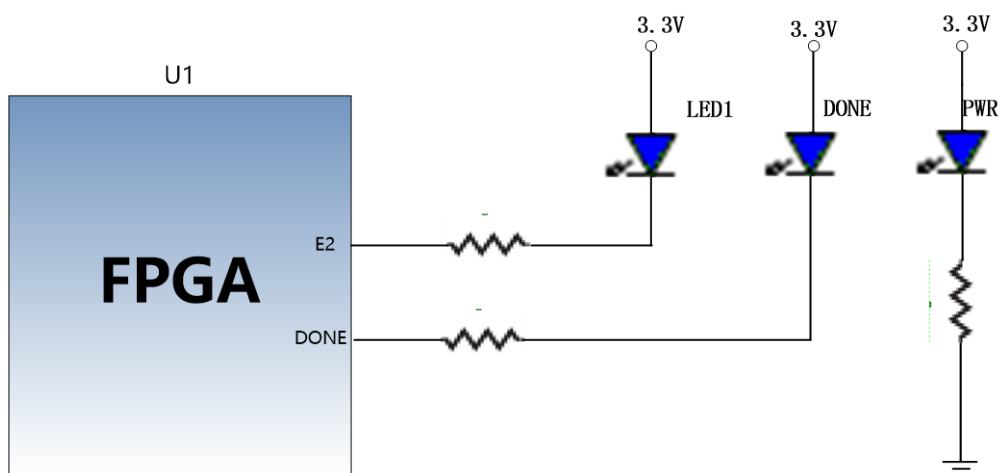 3.3V
3.3V
3.3V
U1
LED1
DONE
PWR
E2
FPGA
DONE